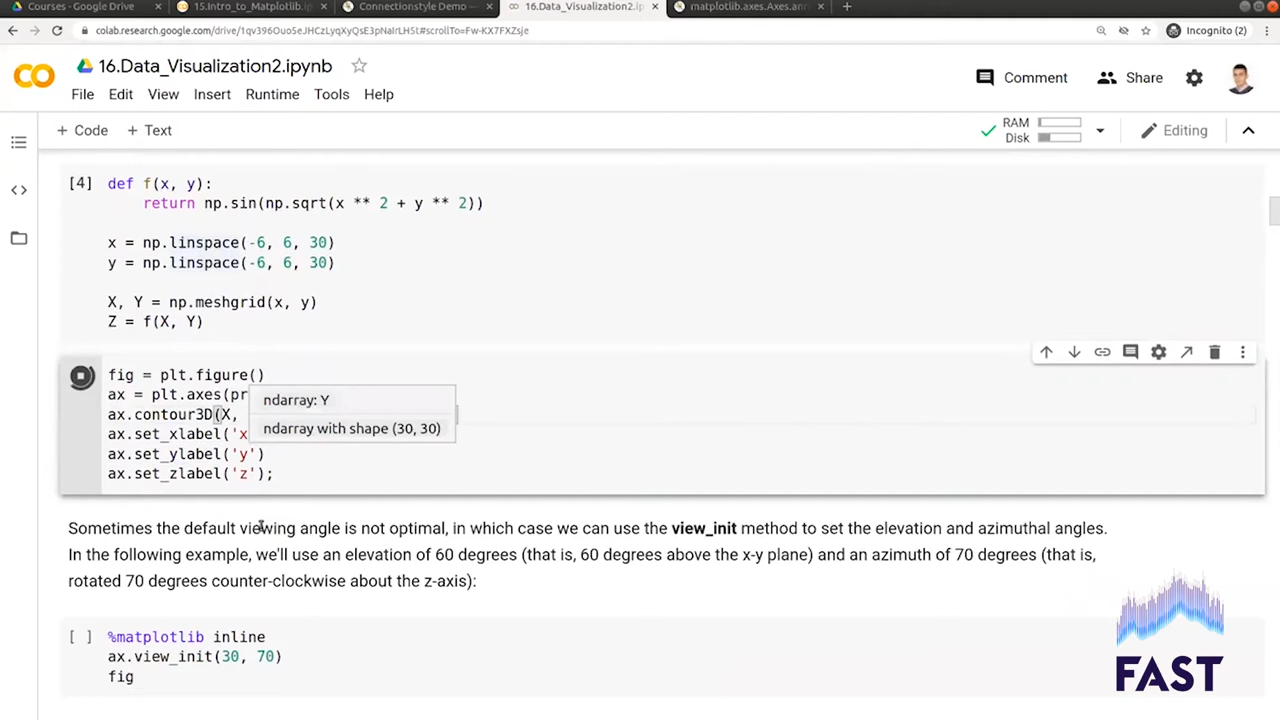 Courses - Google Drive
15.Intro_to_Matplotlib.i
Connectionstyle Demo —
16.Data_Visualization2.ip
matplotlib.axes.Axes.ann
colab.research.google.com/drive/1qv396Ouo5eJHCzLyqXyQsE3pNaIrLH5t#scrollTo=Fw-KX7FXZsje
Incognito (2)
CO
16.Data_Visualization2.ipynb
Comment
Share
File Edit View Insert Runtime Tools Help
+ Code + Text
RAM
Disk
Editing
[4] def f(x, y):
return np.sin(np.sqrt(x ** 2 + y ** 2))
x = np.linspace(-6, 6, 30)
y = np.linspace(-6, 6, 30)
X, Y = np.meshgrid(x, y)
Z = f(X, Y)
fig = plt.figure()
ax = plt.axes(pr
ndarray: Y
ax.contour3D(X,
ndarray with shape (30, 30)
ax.set_xlabel('x
ax.set_ylabel('y')
ax.set_zlabel('z');
Sometimes the default viewing angle is not optimal, in which case we can use the view_init method to set the elevation and azimuthal angles.
In the following example, we'll use an elevation of 60 degrees (that is, 60 degrees above the x-y plane) and an azimuth of 70 degrees (that is,
rotated 70 degrees counter-clockwise about the z-axis):
[ ] %matplotlib inline
ax.view_init(30, 70)
fig
FAST